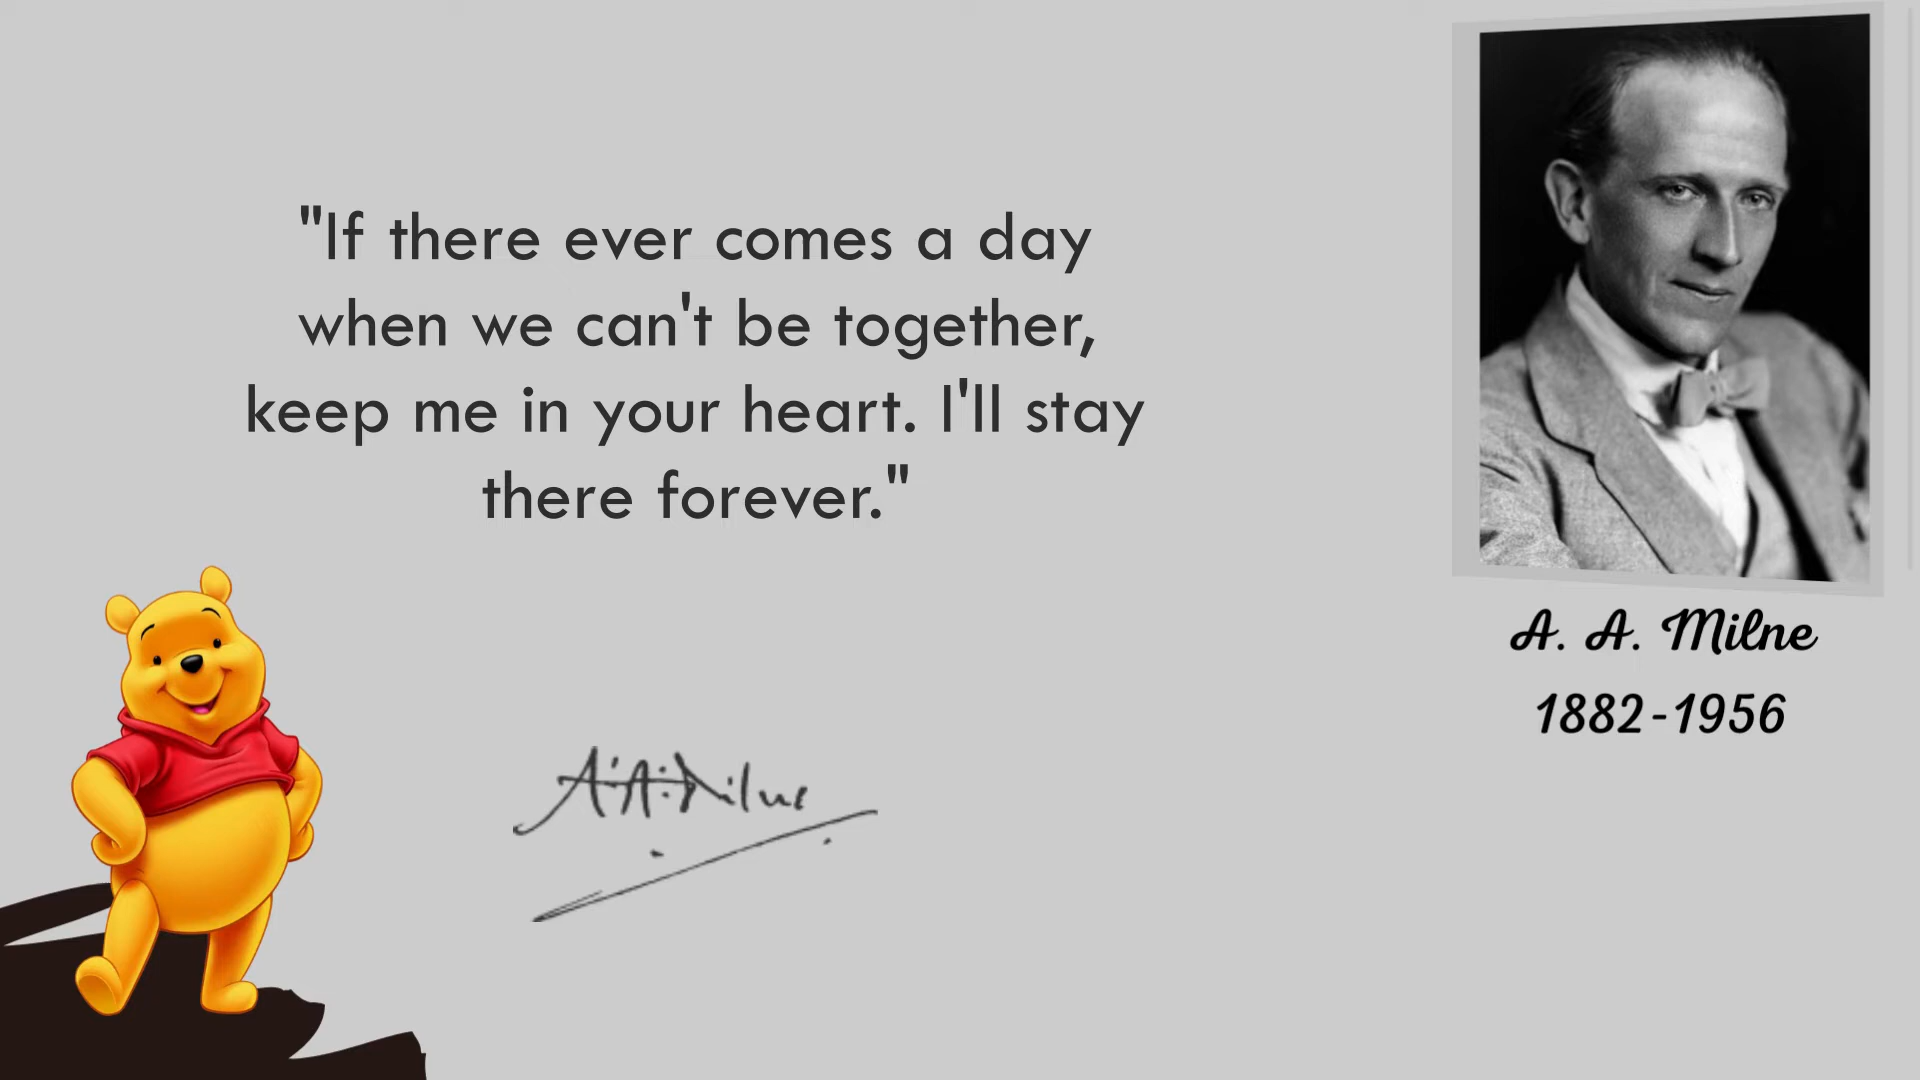 "If there ever comes a day
when we can't be together,
keep me in your heart. I'll stay
there forever."
A. A. Milne
1882-1956
A.A.Milne